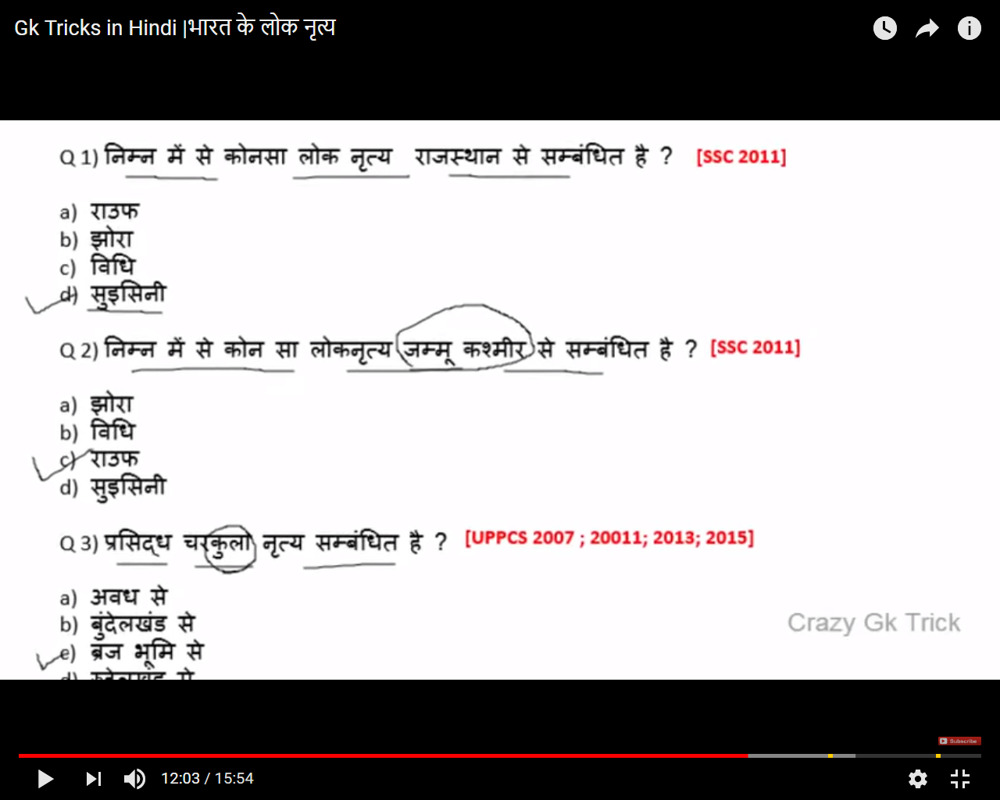 Gk Tricks in Hindi |भारत के लोक नृत्य
Q 1) निम्न में से कोनसा लोक नृत्य राजस्थान से सम्बंधित है ? [SSC 2011]
a) राउफ
b) झोरा
c) विधि
d) सुइसिनी
Q 2) निम्न में से कोन सा लोकनृत्य जम्मू कश्मीर से सम्बंधित है ? [SSC 2011]
a) झोरा
b) विधि
c) राउफ
d) सुइसिनी
Q 3) प्रसिद्ध चरकुला नृत्य सम्बंधित है ? [UPPCS 2007 ; 20011; 2013; 2015]
a) अवध से
b) बुंदेलखंड से
c) ब्रज भूमि से
Crazy Gk Trick
Subscribe
12:03 / 15:54